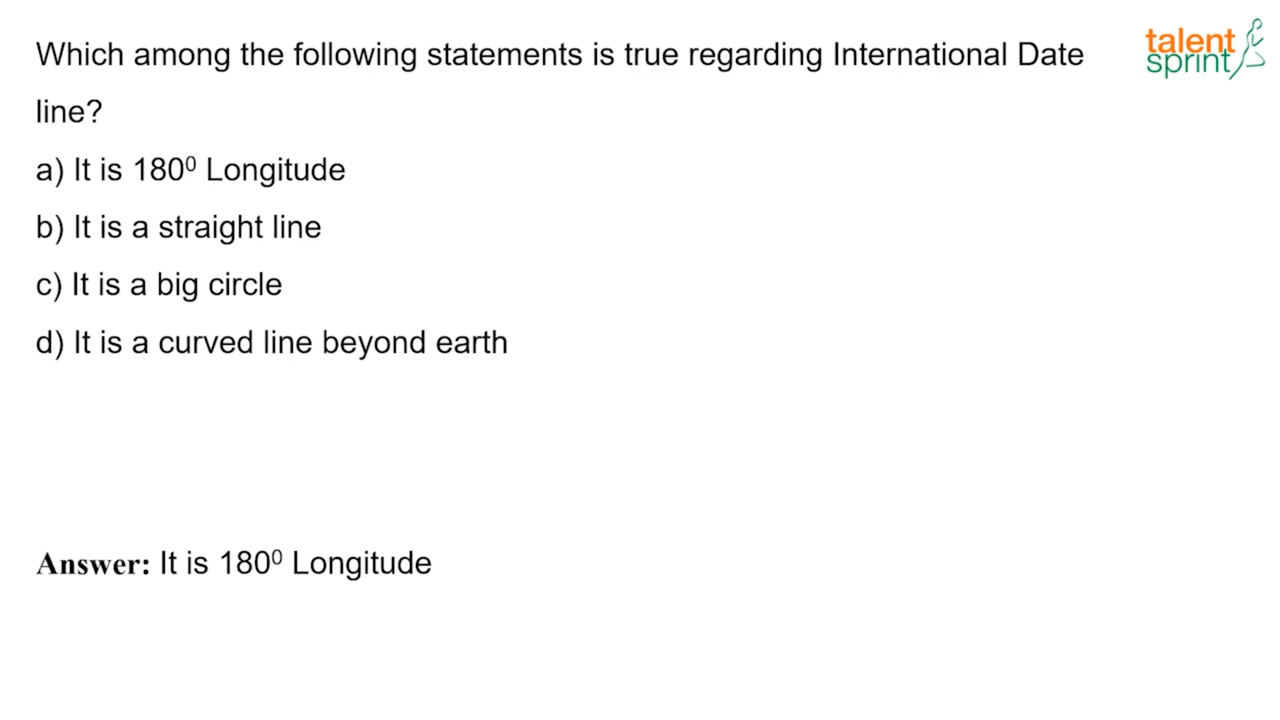 Which among the following statements is true regarding International Date
talent
sprint
line?
a) It is 180⁰ Longitude
b) It is a straight line
c) It is a big circle
d) It is a curved line beyond earth
Answer: It is 180⁰ Longitude